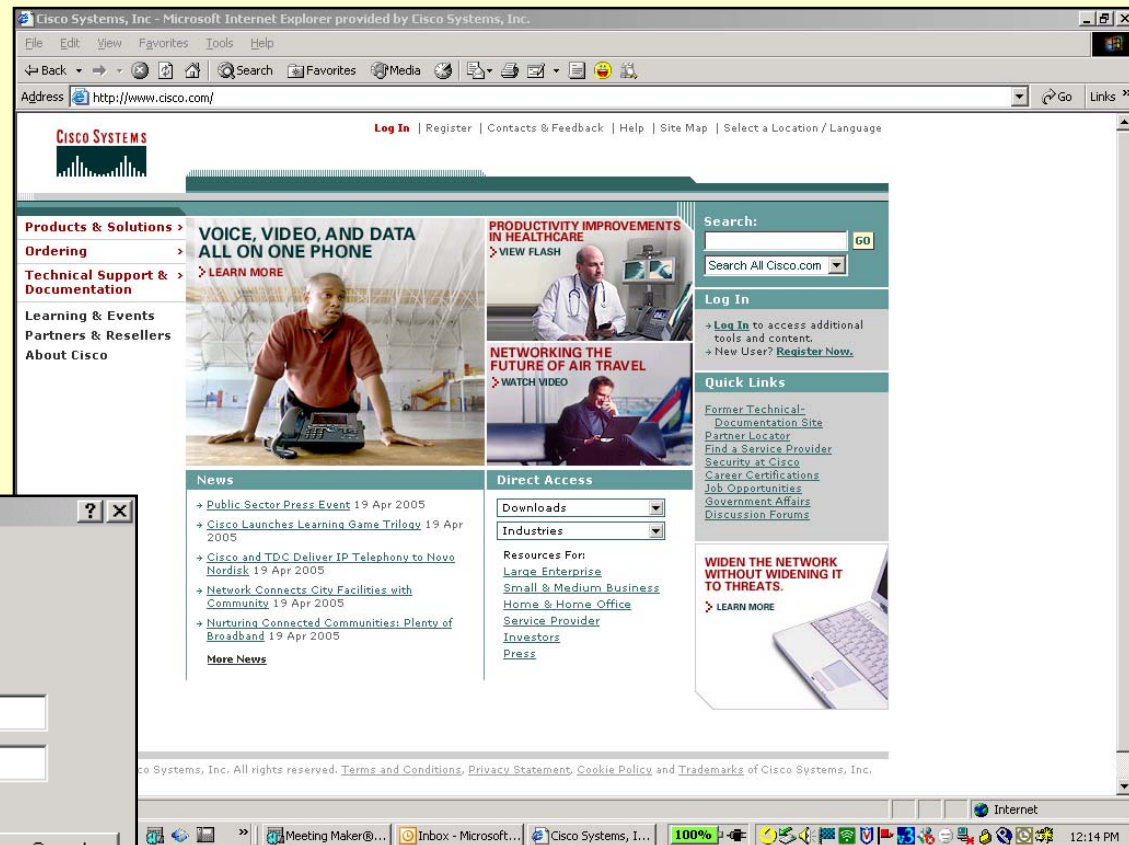 Cisco Systems, Inc - Microsoft Internet Explorer provided by Cisco Systems, Inc.
File Edit View Favorites Tools Help
Back Search Favorites Media
Address http://www.cisco.com/ Go Links »
CISCO SYSTEMS
Log In | Register | Contacts & Feedback | Help | Site Map | Select a Location / Language
Products & Solutions ›
Ordering ›
Technical Support & ›
Documentation
Learning & Events
Partners & Resellers
About Cisco
VOICE, VIDEO, AND DATA
ALL ON ONE PHONE
LEARN MORE
PRODUCTIVITY IMPROVEMENTS
IN HEALTHCARE
VIEW FLASH
NETWORKING THE
FUTURE OF AIR TRAVEL
WATCH VIDEO
Search:
GO
Search All Cisco.com
Log In
Log In to access additional
tools and content.
New User? Register Now.
Quick Links
Former Technical-
Documentation Site
Partner Locator
Find a Service Provider
Security at Cisco
Career Certifications
Job Opportunities
Government Affairs
Discussion Forums
News
Public Sector Press Event 19 Apr 2005
Cisco Launches Learning Game Trilogy 19 Apr
2005
Cisco and TDC Deliver IP Telephony to Novo
Nordisk 19 Apr 2005
Network Connects City Facilities with
Community 19 Apr 2005
Nurturing Connected Communities: Plenty of
Broadband 19 Apr 2005
More News
Direct Access
Downloads
Industries
Resources For:
Large Enterprise
Small & Medium Business
Home & Home Office
Service Provider
Investors
Press
WIDEN THE NETWORK
WITHOUT WIDENING IT
TO THREATS.
LEARN MORE
co Systems, Inc. All rights reserved. Terms and Conditions, Privacy Statement, Cookie Policy and Trademarks of Cisco Systems, Inc.
Internet
» Meeting Maker®... Inbox - Microsoft... Cisco Systems, I... 100% 12:14 PM